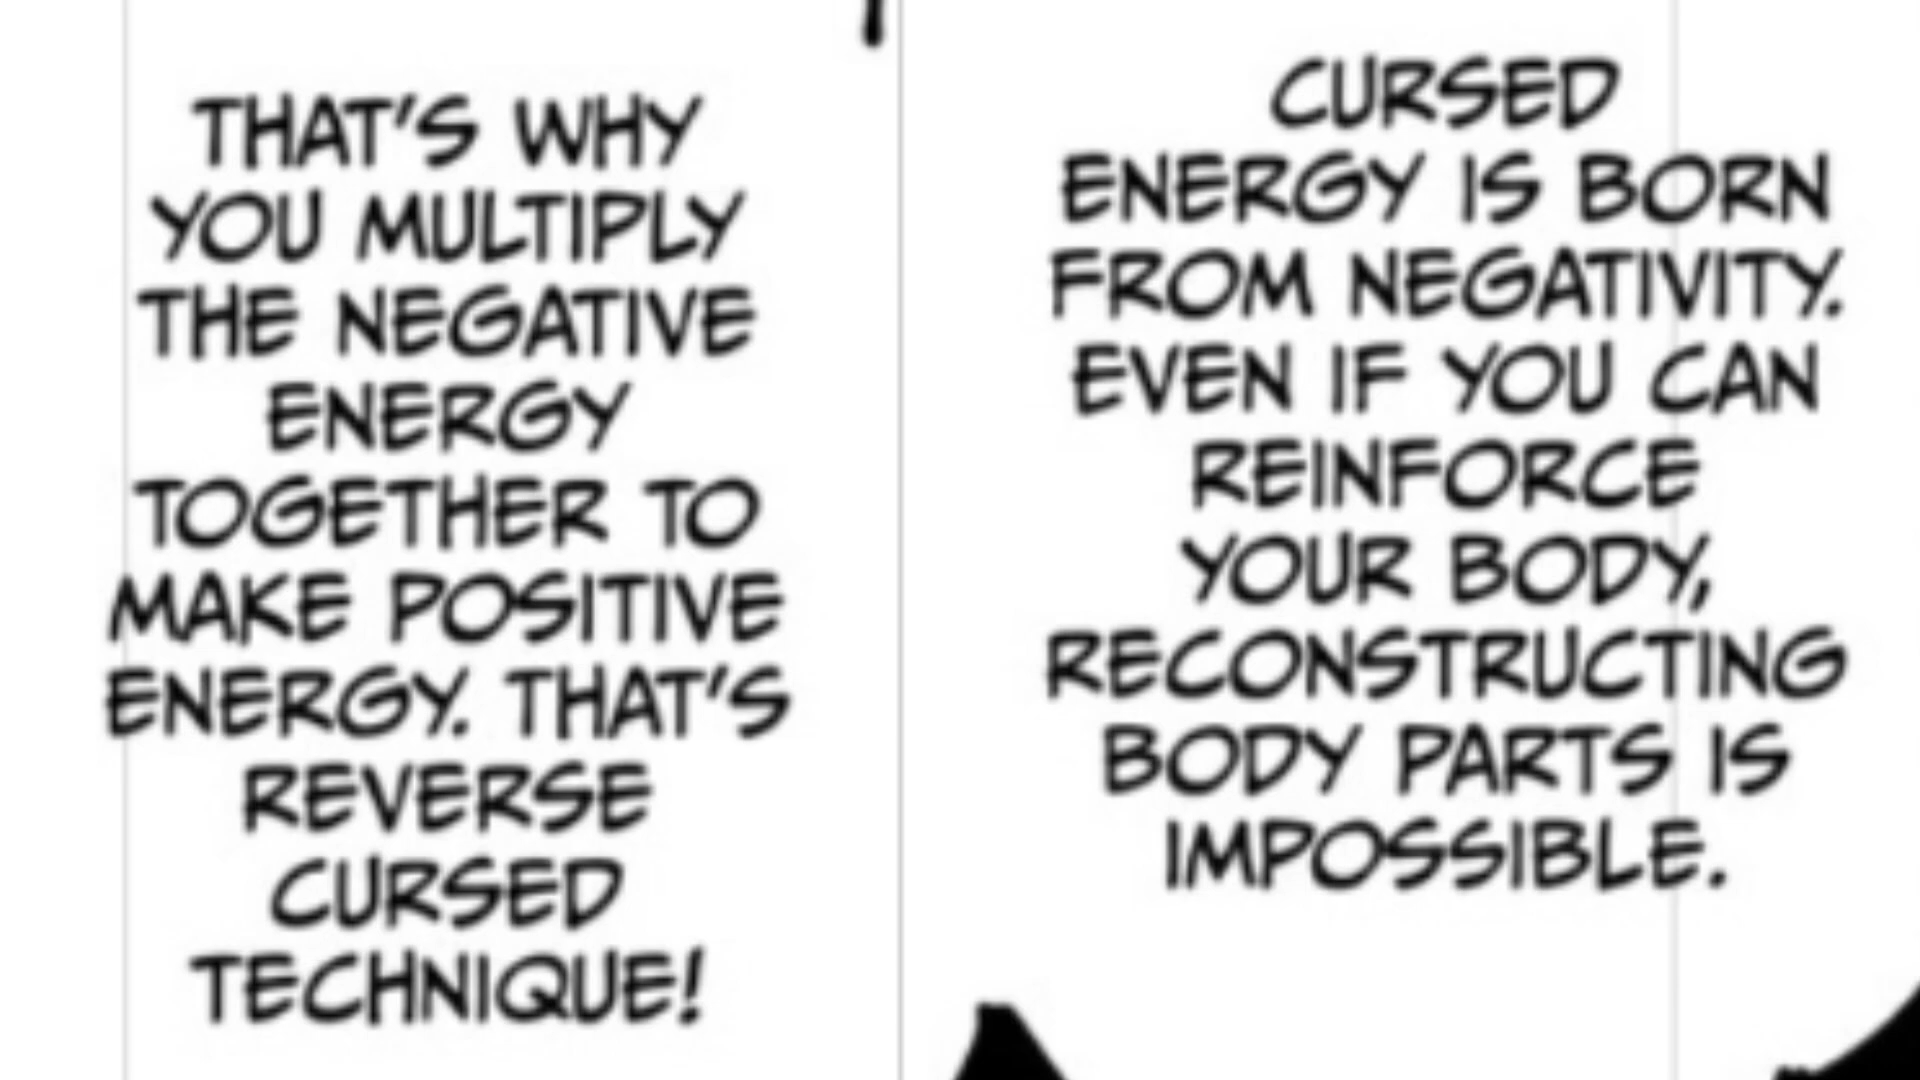 CURSED
ENERGY IS BORN
FROM NEGATIVITY.
EVEN IF YOU CAN
REINFORCE
YOUR BODY,
RECONSTRUCTING
BODY PARTS IS
IMPOSSIBLE.
THAT'S WHY
YOU MULTIPLY
THE NEGATIVE
ENERGY
TOGETHER TO
MAKE POSITIVE
ENERGY. THAT'S
REVERSE
CURSED
TECHNIQUE!